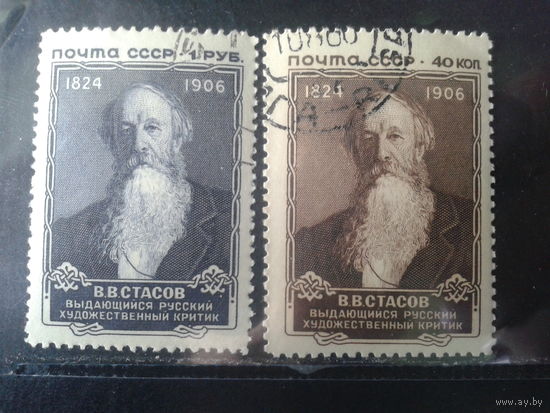 ПОЧТА СССР · 1 РУБ.
1824 1906
В.В.СТАСОВ
ВЫДАЮЩИЙСЯ РУССКИЙ
ХУДОЖЕСТВЕННЫЙ КРИТИК
ПОЧТА СССР · 40 КОП.
1824 1906
В.В.СТАСОВ
ВЫДАЮЩИЙСЯ РУССКИЙ
ХУДОЖЕСТВЕННЫЙ КРИТИК
www.ay.by